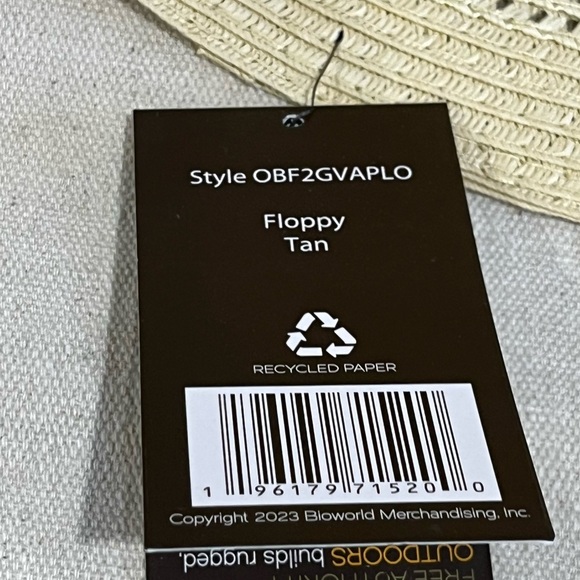 Style OBF2GVAPLO
Floppy
Tan
RECYCLED PAPER
1 96179 71520 0
Copyright 2023 Bioworld Merchandising, Inc.
OUTDOORS builds rugged,